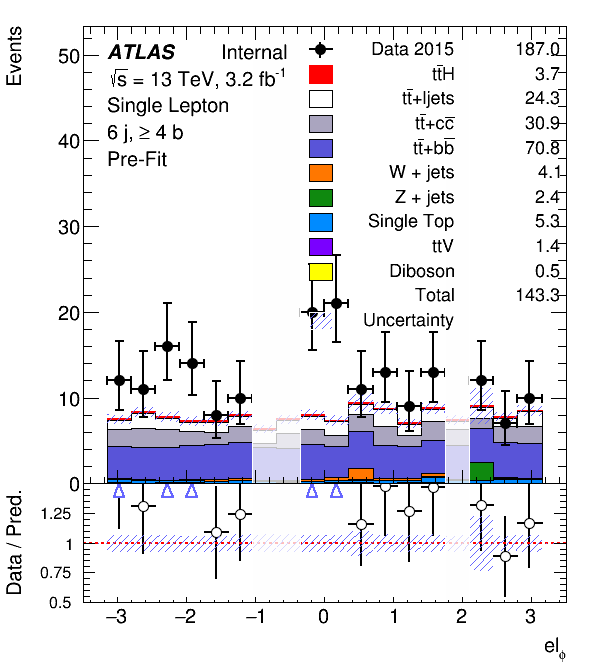 Events
50
40
30
20
10
0
ATLAS Internal
√s = 13 TeV, 3.2 fb⁻¹
Single Lepton
6 j, ≥ 4 b
Pre-Fit
Data 2015 187.0
tt̄H 3.7
tt̄+ljets 24.3
tt̄+cc̄ 30.9
tt̄+bb̄ 70.8
W + jets 4.1
Z + jets 2.4
Single Top 5.3
ttV 1.4
Diboson 0.5
Total 143.3
Uncertainty
Data / Pred.
1.25
1
0.75
0.5
−3 −2 −1 0 1 2 3
el_ϕ